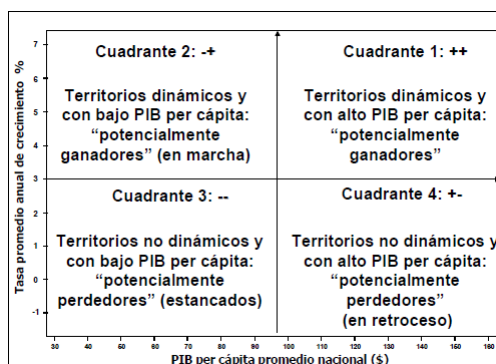 Tasa promedio anual de crecimiento %
7
6
5
4
3
2
1
0
-1
Cuadrante 2: -+
Territorios dinámicos y
con bajo PIB per cápita:
“potencialmente
ganadores” (en marcha)
Cuadrante 1: ++
Territorios dinámicos y
con alto PIB per cápita:
“potencialmente
ganadores”
Cuadrante 3: --
Territorios no dinámicos y
con bajo PIB per cápita:
“potencialmente
perdedores” (estancados)
Cuadrante 4: +-
Territorios no dinámicos y
con alto PIB per cápita:
“potencialmente
perdedores”
(en retroceso)
30 40 50 60 70 80 90 100 110 120 130 140 150 160
PIB per cápita promedio nacional ($)